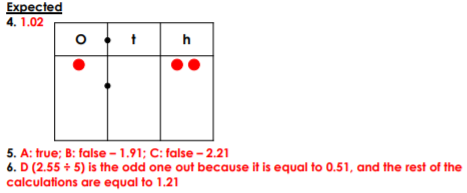 Expected
4. 1.02
O t h
5. A: true; B: false – 1.91; C: false – 2.21
6. D (2.55 ÷ 5) is the odd one out because it is equal to 0.51, and the rest of the
calculations are equal to 1.21